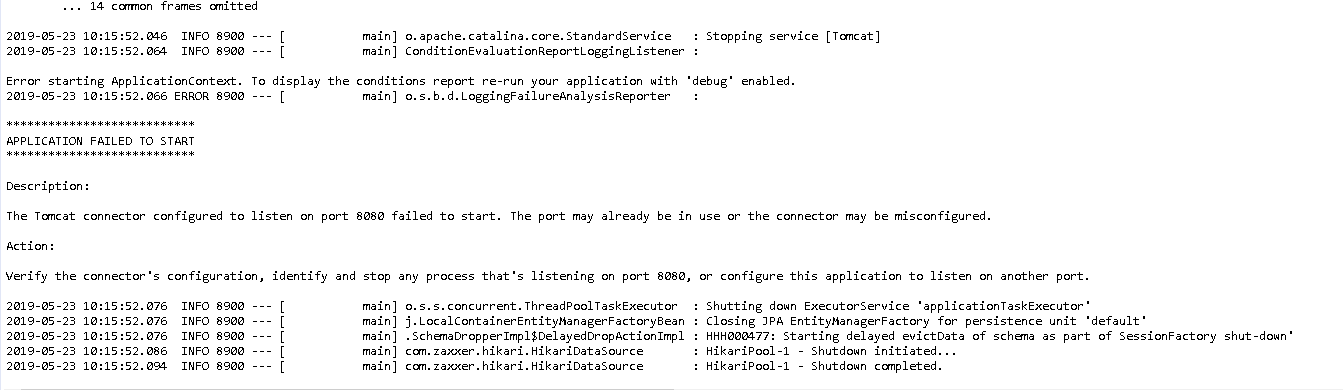 ... 14 common frames omitted
2019-05-23 10:15:52.046  INFO 8900 --- [           main] o.apache.catalina.core.StandardService   : Stopping service [Tomcat]
2019-05-23 10:15:52.064  INFO 8900 --- [           main] ConditionEvaluationReportLoggingListener :
Error starting ApplicationContext. To display the conditions report re-run your application with 'debug' enabled.
2019-05-23 10:15:52.066 ERROR 8900 --- [           main] o.s.b.d.LoggingFailureAnalysisReporter   :
***************************
APPLICATION FAILED TO START
***************************
Description:
The Tomcat connector configured to listen on port 8080 failed to start. The port may already be in use or the connector may be misconfigured.
Action:
Verify the connector's configuration, identify and stop any process that's listening on port 8080, or configure this application to listen on another port.
2019-05-23 10:15:52.076  INFO 8900 --- [           main] o.s.s.concurrent.ThreadPoolTaskExecutor  : Shutting down ExecutorService 'applicationTaskExecutor'
2019-05-23 10:15:52.076  INFO 8900 --- [           main] j.LocalContainerEntityManagerFactoryBean : Closing JPA EntityManagerFactory for persistence unit 'default'
2019-05-23 10:15:52.076  INFO 8900 --- [           main] .SchemaDropperImpl$DelayedDropActionImpl : HHH000477: Starting delayed evictData of schema as part of SessionFactory shut-down'
2019-05-23 10:15:52.086  INFO 8900 --- [           main] com.zaxxer.hikari.HikariDataSource       : HikariPool-1 - Shutdown initiated...
2019-05-23 10:15:52.094  INFO 8900 --- [           main] com.zaxxer.hikari.HikariDataSource       : HikariPool-1 - Shutdown completed.